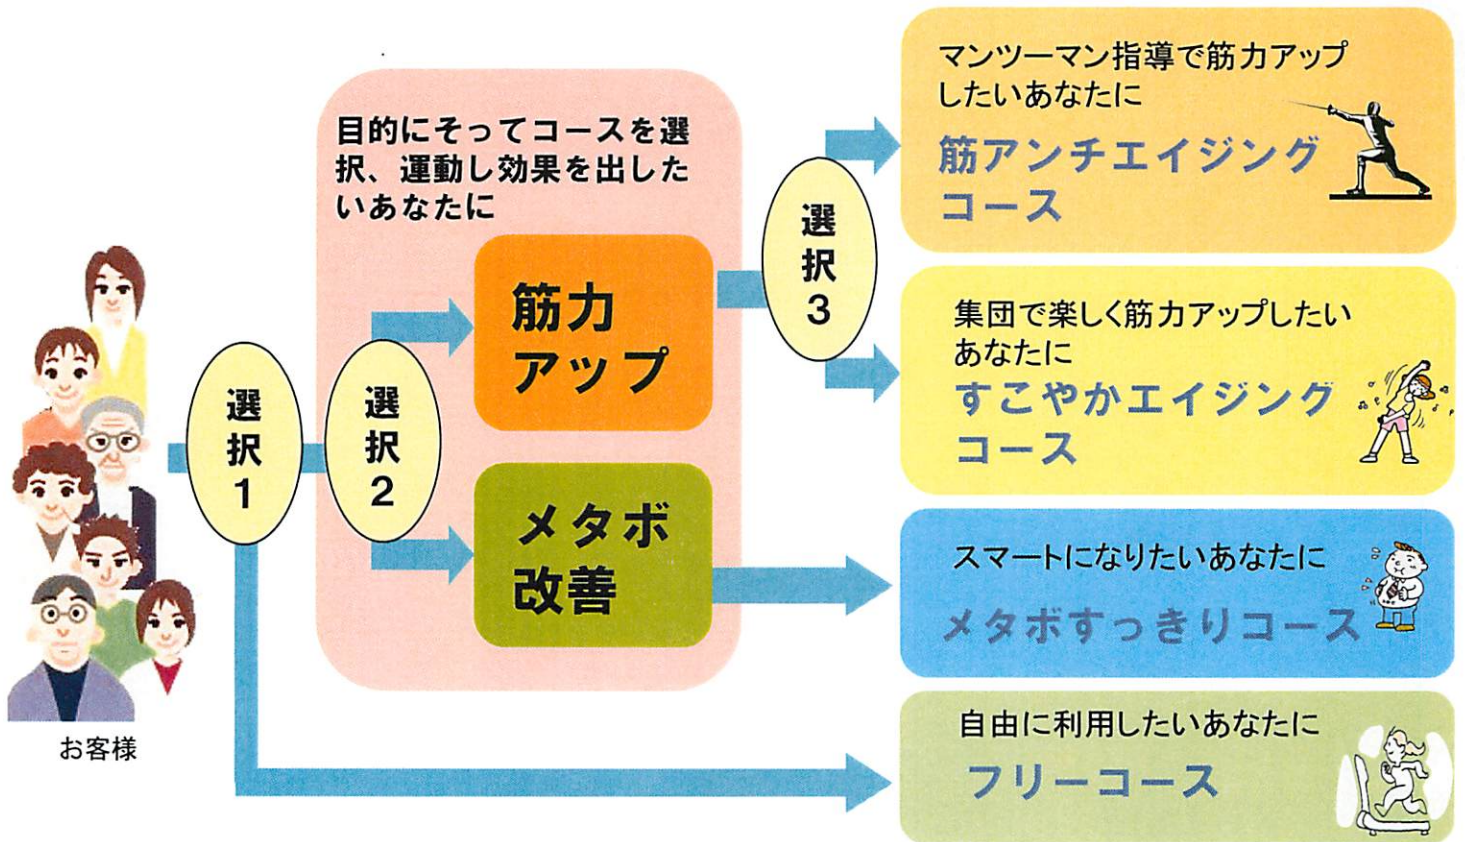 目的にそってコースを選
択、運動し効果を出した
いあなたに
選択1
選択2
筋力
アップ
メタボ
改善
選択3
マンツーマン指導で筋力アップ
したいあなたに
筋アンチエイジング
コース
集団で楽しく筋力アップしたい
あなたに
すこやかエイジング
コース
スマートになりたいあなたに
メタボすっきりコース
自由に利用したいあなたに
フリーコース
お客様